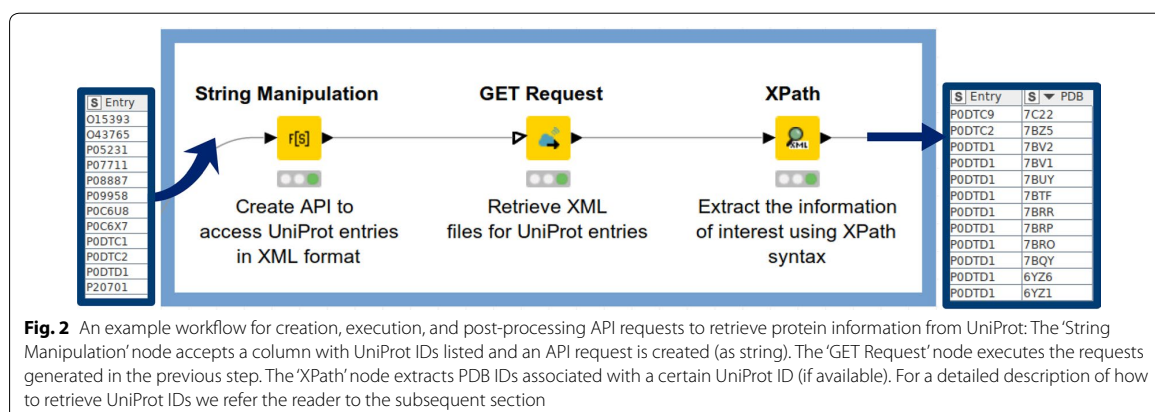 String Manipulation
GET Request
XPath
S Entry
O15393
O43765
P05231
P07711
P08887
P09958
P0C6U8
P0C6X7
P0DTC1
P0DTC2
P0DTD1
P20701
F[S]
XML
Create API to
access UniProt entries
in XML format
Retrieve XML
files for UniProt entries
Extract the information
of interest using XPath
syntax
S Entry S PDB
P0DTC9 7C22
P0DTC2 7BZ5
P0DTD1 7BV2
P0DTD1 7BV1
P0DTD1 7BUY
P0DTD1 7BTF
P0DTD1 7BRR
P0DTD1 7BRP
P0DTD1 7BRO
P0DTD1 7BQY
P0DTD1 6YZ6
P0DTD1 6YZ1
Fig. 2 An example workflow for creation, execution, and post-processing API requests to retrieve protein information from UniProt: The ‘String
Manipulation’ node accepts a column with UniProt IDs listed and an API request is created (as string). The ‘GET Request’ node executes the requests
generated in the previous step. The ‘XPath’ node extracts PDB IDs associated with a certain UniProt ID (if available). For a detailed description of how
to retrieve UniProt IDs we refer the reader to the subsequent section